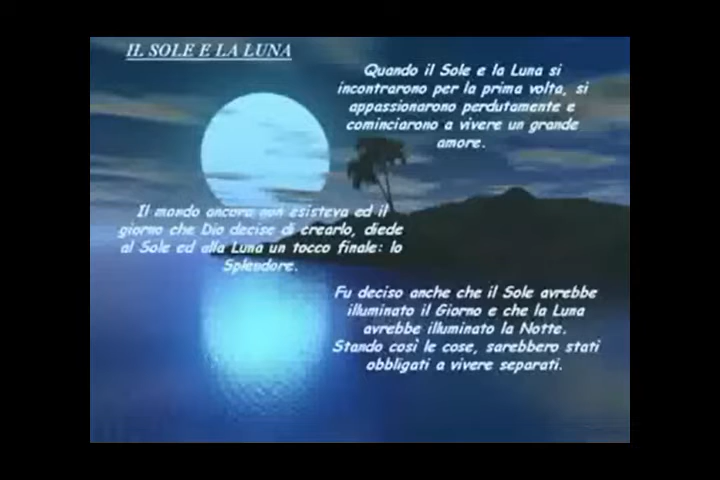 IL SOLE E LA LUNA
Quando il Sole e la Luna si
incontrarono per la prima volta, si
appassionarono perdutamente e
cominciarono a vivere un grande
amore.
Il mondo ancora non esisteva ed il
giorno che Dio decise di crearlo, diede
al Sole ed alla Luna un tocco finale: lo
Splendore.
Fu deciso anche che il Sole avrebbe
illuminato il Giorno e che la Luna
avrebbe illuminato la Notte.
Stando così le cose, sarebbero stati
obbligati a vivere separati.